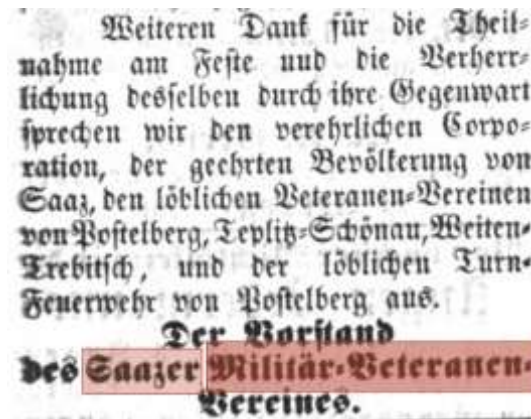 Weiteren Dank für die Theil-
nahme am Feste und die Verherr-
lichung desselben durch ihre Gegenwart
sprechen wir den verehrlichen Corpo-
ration, der geehrten Bevölkerung von
Saaz, den löblichen Veteranen-Vereinen
von Postelberg, Teplitz-Schönau, Weiten-
Trebitsch, und der löblichen Turn-
Feuerwehr von Postelberg aus.
Der Vorstand
des Saazer Militär-Veteranen-
Vereines.